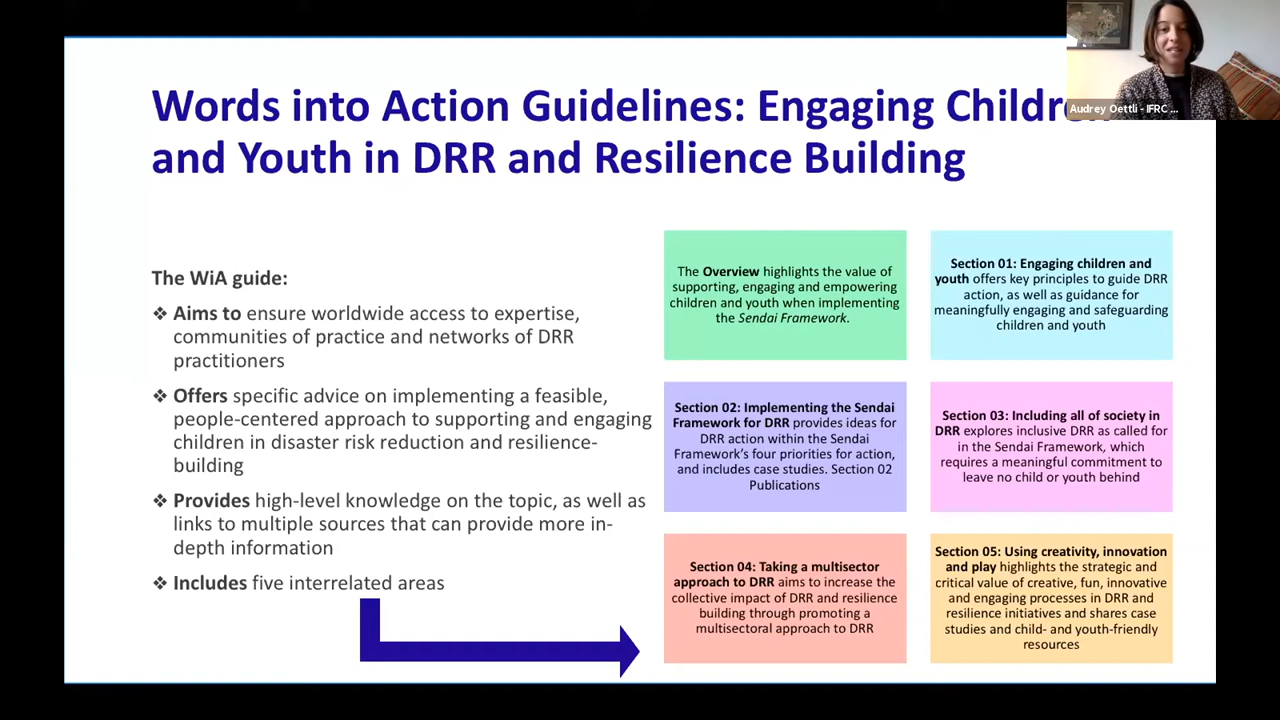 Words into Action Guidelines: Engaging Children
and Youth in DRR and Resilience Building
Audrey Oettli - IFRC ...
The WiA guide:
❖ Aims to ensure worldwide access to expertise,
communities of practice and networks of DRR
practitioners
❖ Offers specific advice on implementing a feasible,
people-centered approach to supporting and engaging
children in disaster risk reduction and resilience-
building
❖ Provides high-level knowledge on the topic, as well as
links to multiple sources that can provide more in-
depth information
❖ Includes five interrelated areas
The Overview highlights the value of
supporting, engaging and empowering
children and youth when implementing
the Sendai Framework.
Section 01: Engaging children and
youth offers key principles to guide DRR
action, as well as guidance for
meaningfully engaging and safeguarding
children and youth
Section 02: Implementing the Sendai
Framework for DRR provides ideas for
DRR action within the Sendai
Framework's four priorities for action,
and includes case studies. Section 02
Publications
Section 03: Including all of society in
DRR explores inclusive DRR as called for
in the Sendai Framework, which
requires a meaningful commitment to
leave no child or youth behind
Section 04: Taking a multisector
approach to DRR aims to increase the
collective impact of DRR and resilience
building through promoting a
multisectoral approach to DRR
Section 05: Using creativity, innovation
and play highlights the strategic and
critical value of creative, fun, innovative
and engaging processes in DRR and
resilience initiatives and shares case
studies and child- and youth-friendly
resources